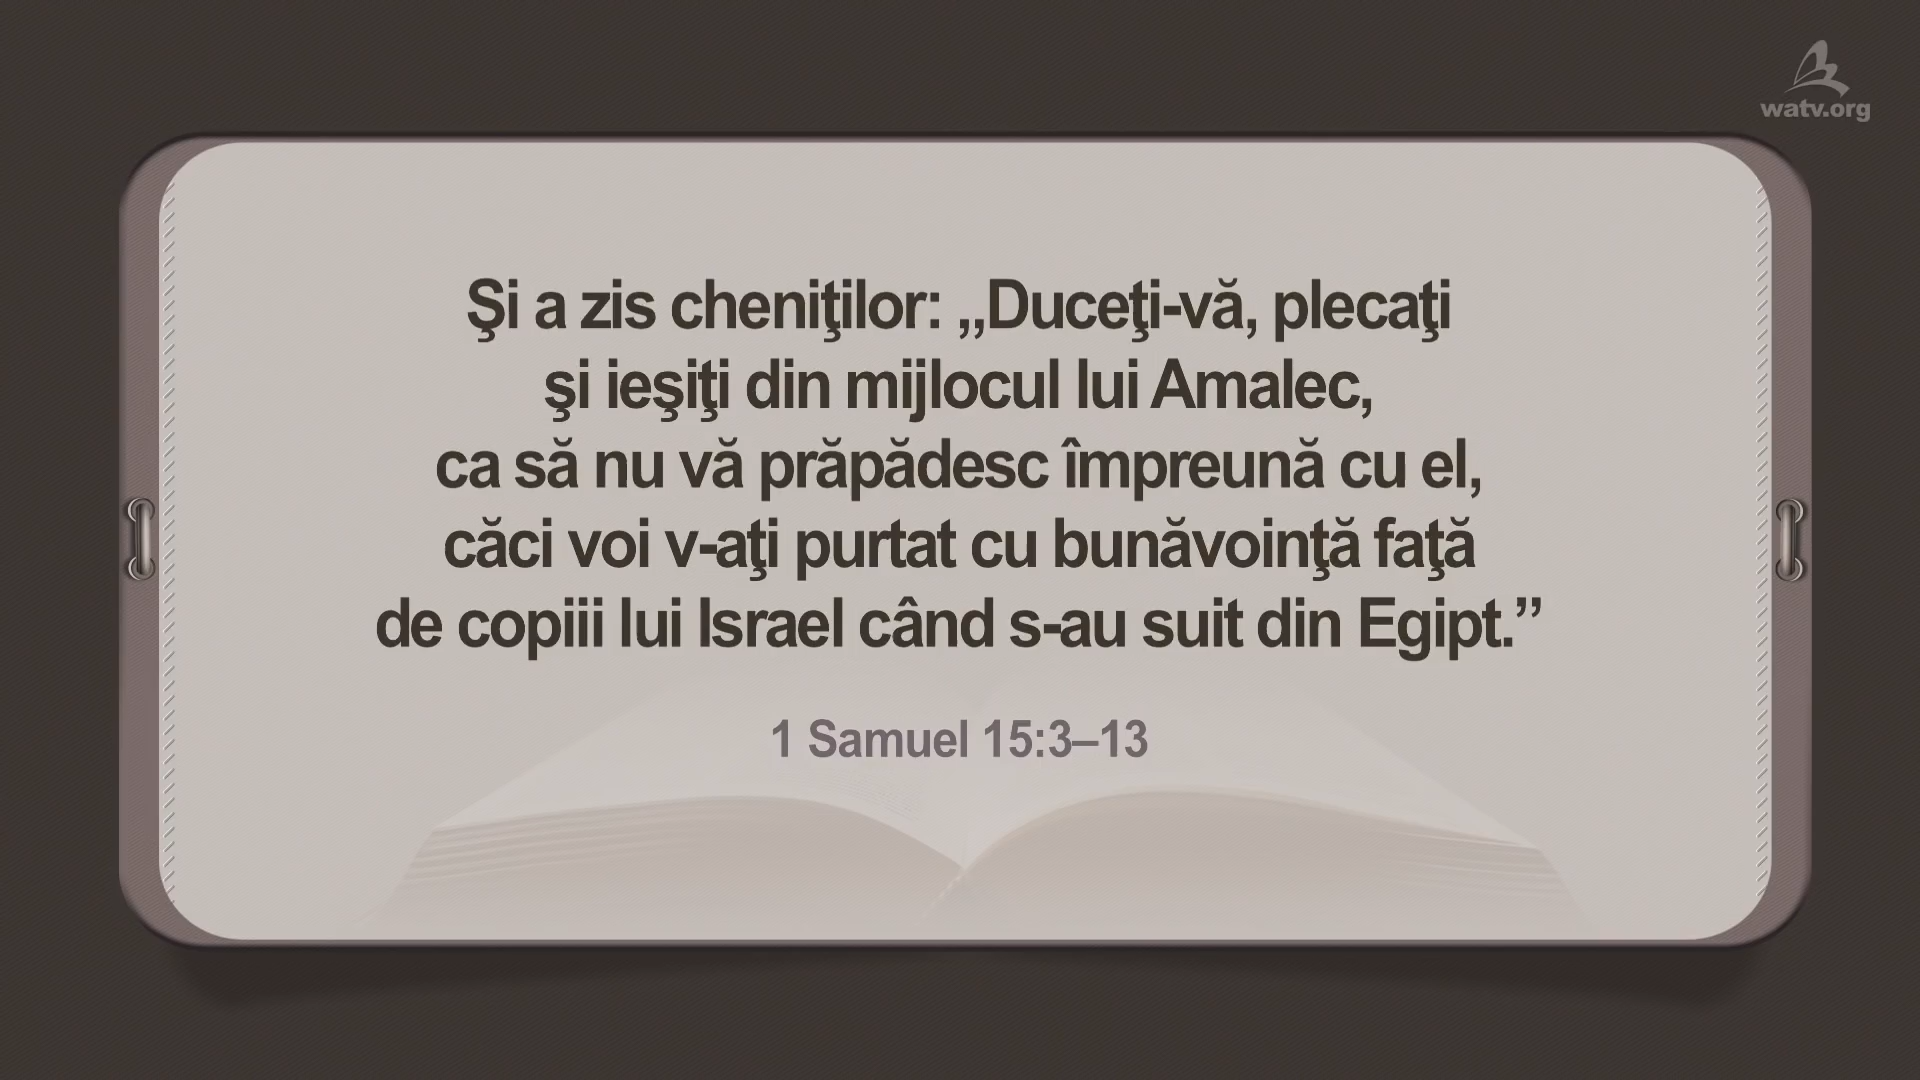 watv.org
Şi a zis cheniţilor: „Duceţi-vă, plecaţi
şi ieşiţi din mijlocul lui Amalec,
ca să nu vă prăpădesc împreună cu el,
căci voi v-aţi purtat cu bunăvoinţă faţă
de copiii lui Israel când s-au suit din Egipt.”
1 Samuel 15:3–13